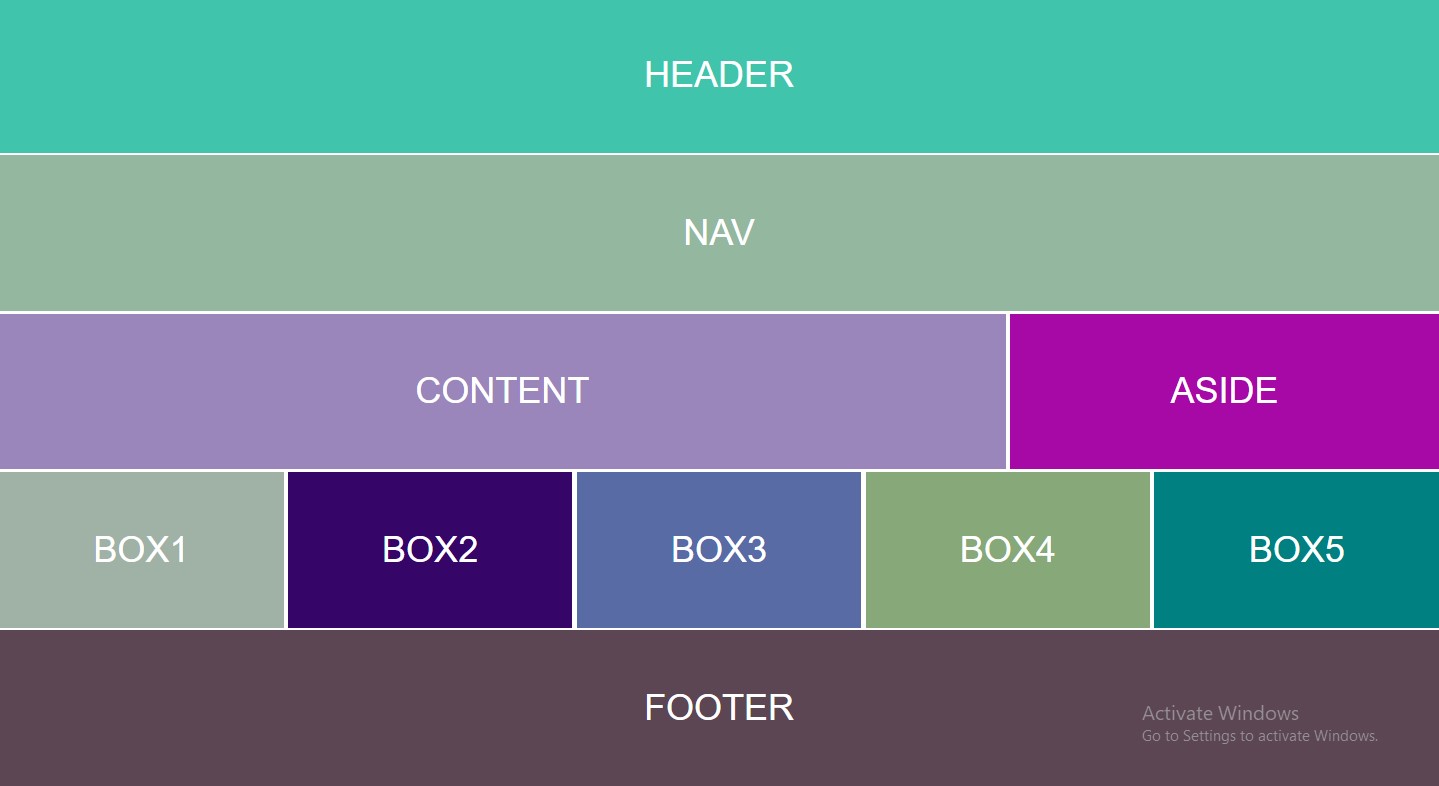 HEADER
NAV
CONTENT
ASIDE
BOX1
BOX2
BOX3
BOX4
BOX5
FOOTER
Activate Windows
Go to Settings to activate Windows.